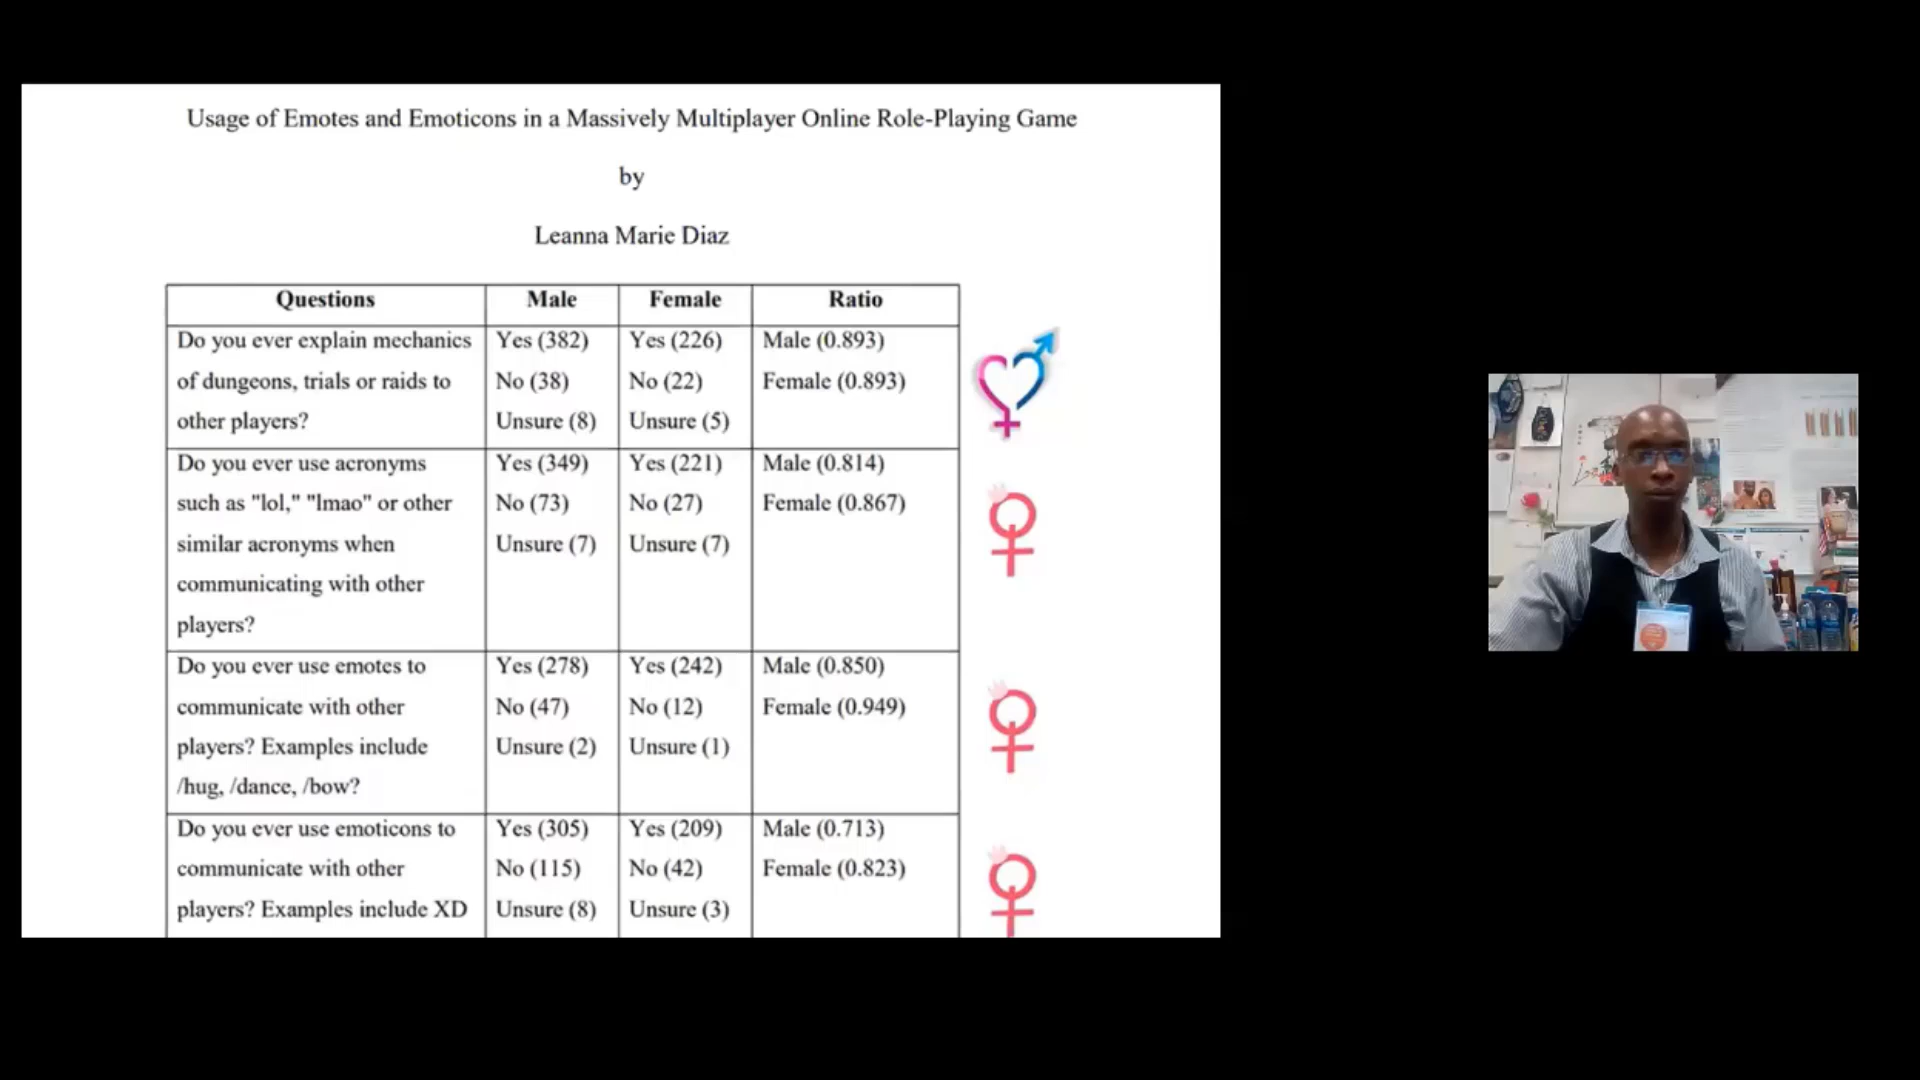 Usage of Emotes and Emoticons in a Massively Multiplayer Online Role-Playing Game
by
Leanna Marie Diaz
Questions Male Female Ratio
Do you ever explain mechanics Yes (382) Yes (226) Male (0.893)
of dungeons, trials or raids to No (38) No (22) Female (0.893)
other players? Unsure (8) Unsure (5)
Do you ever use acronyms Yes (349) Yes (221) Male (0.814)
such as "lol," "lmao" or other No (73) No (27) Female (0.867)
similar acronyms when Unsure (7) Unsure (7)
communicating with other
players?
Do you ever use emotes to Yes (278) Yes (242) Male (0.850)
communicate with other No (47) No (12) Female (0.949)
players? Examples include Unsure (2) Unsure (1)
/hug, /dance, /bow?
Do you ever use emoticons to Yes (305) Yes (209) Male (0.713)
communicate with other No (115) No (42) Female (0.823)
players? Examples include XD Unsure (8) Unsure (3)